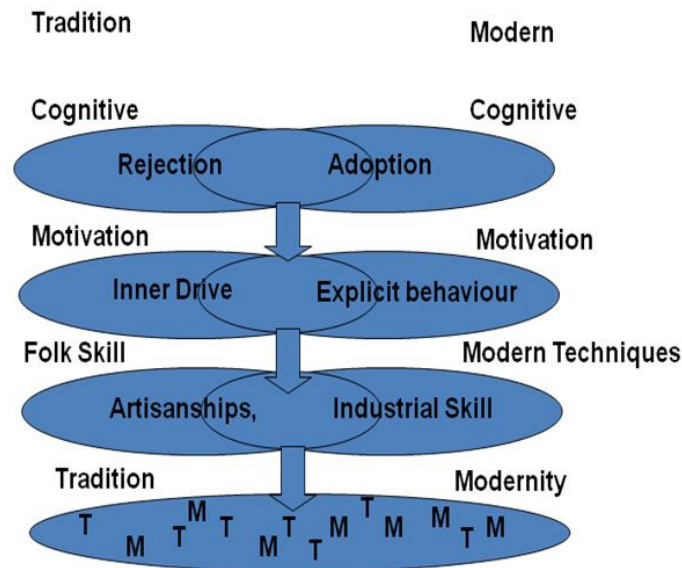 Tradition
Modern
Cognitive
Cognitive
Rejection
Adoption
Motivation
Motivation
Inner Drive
Explicit behaviour
Folk Skill
Modern Techniques
Artisanships,
Industrial Skill
Tradition
Modernity
T M T M T M T T M T M M T M